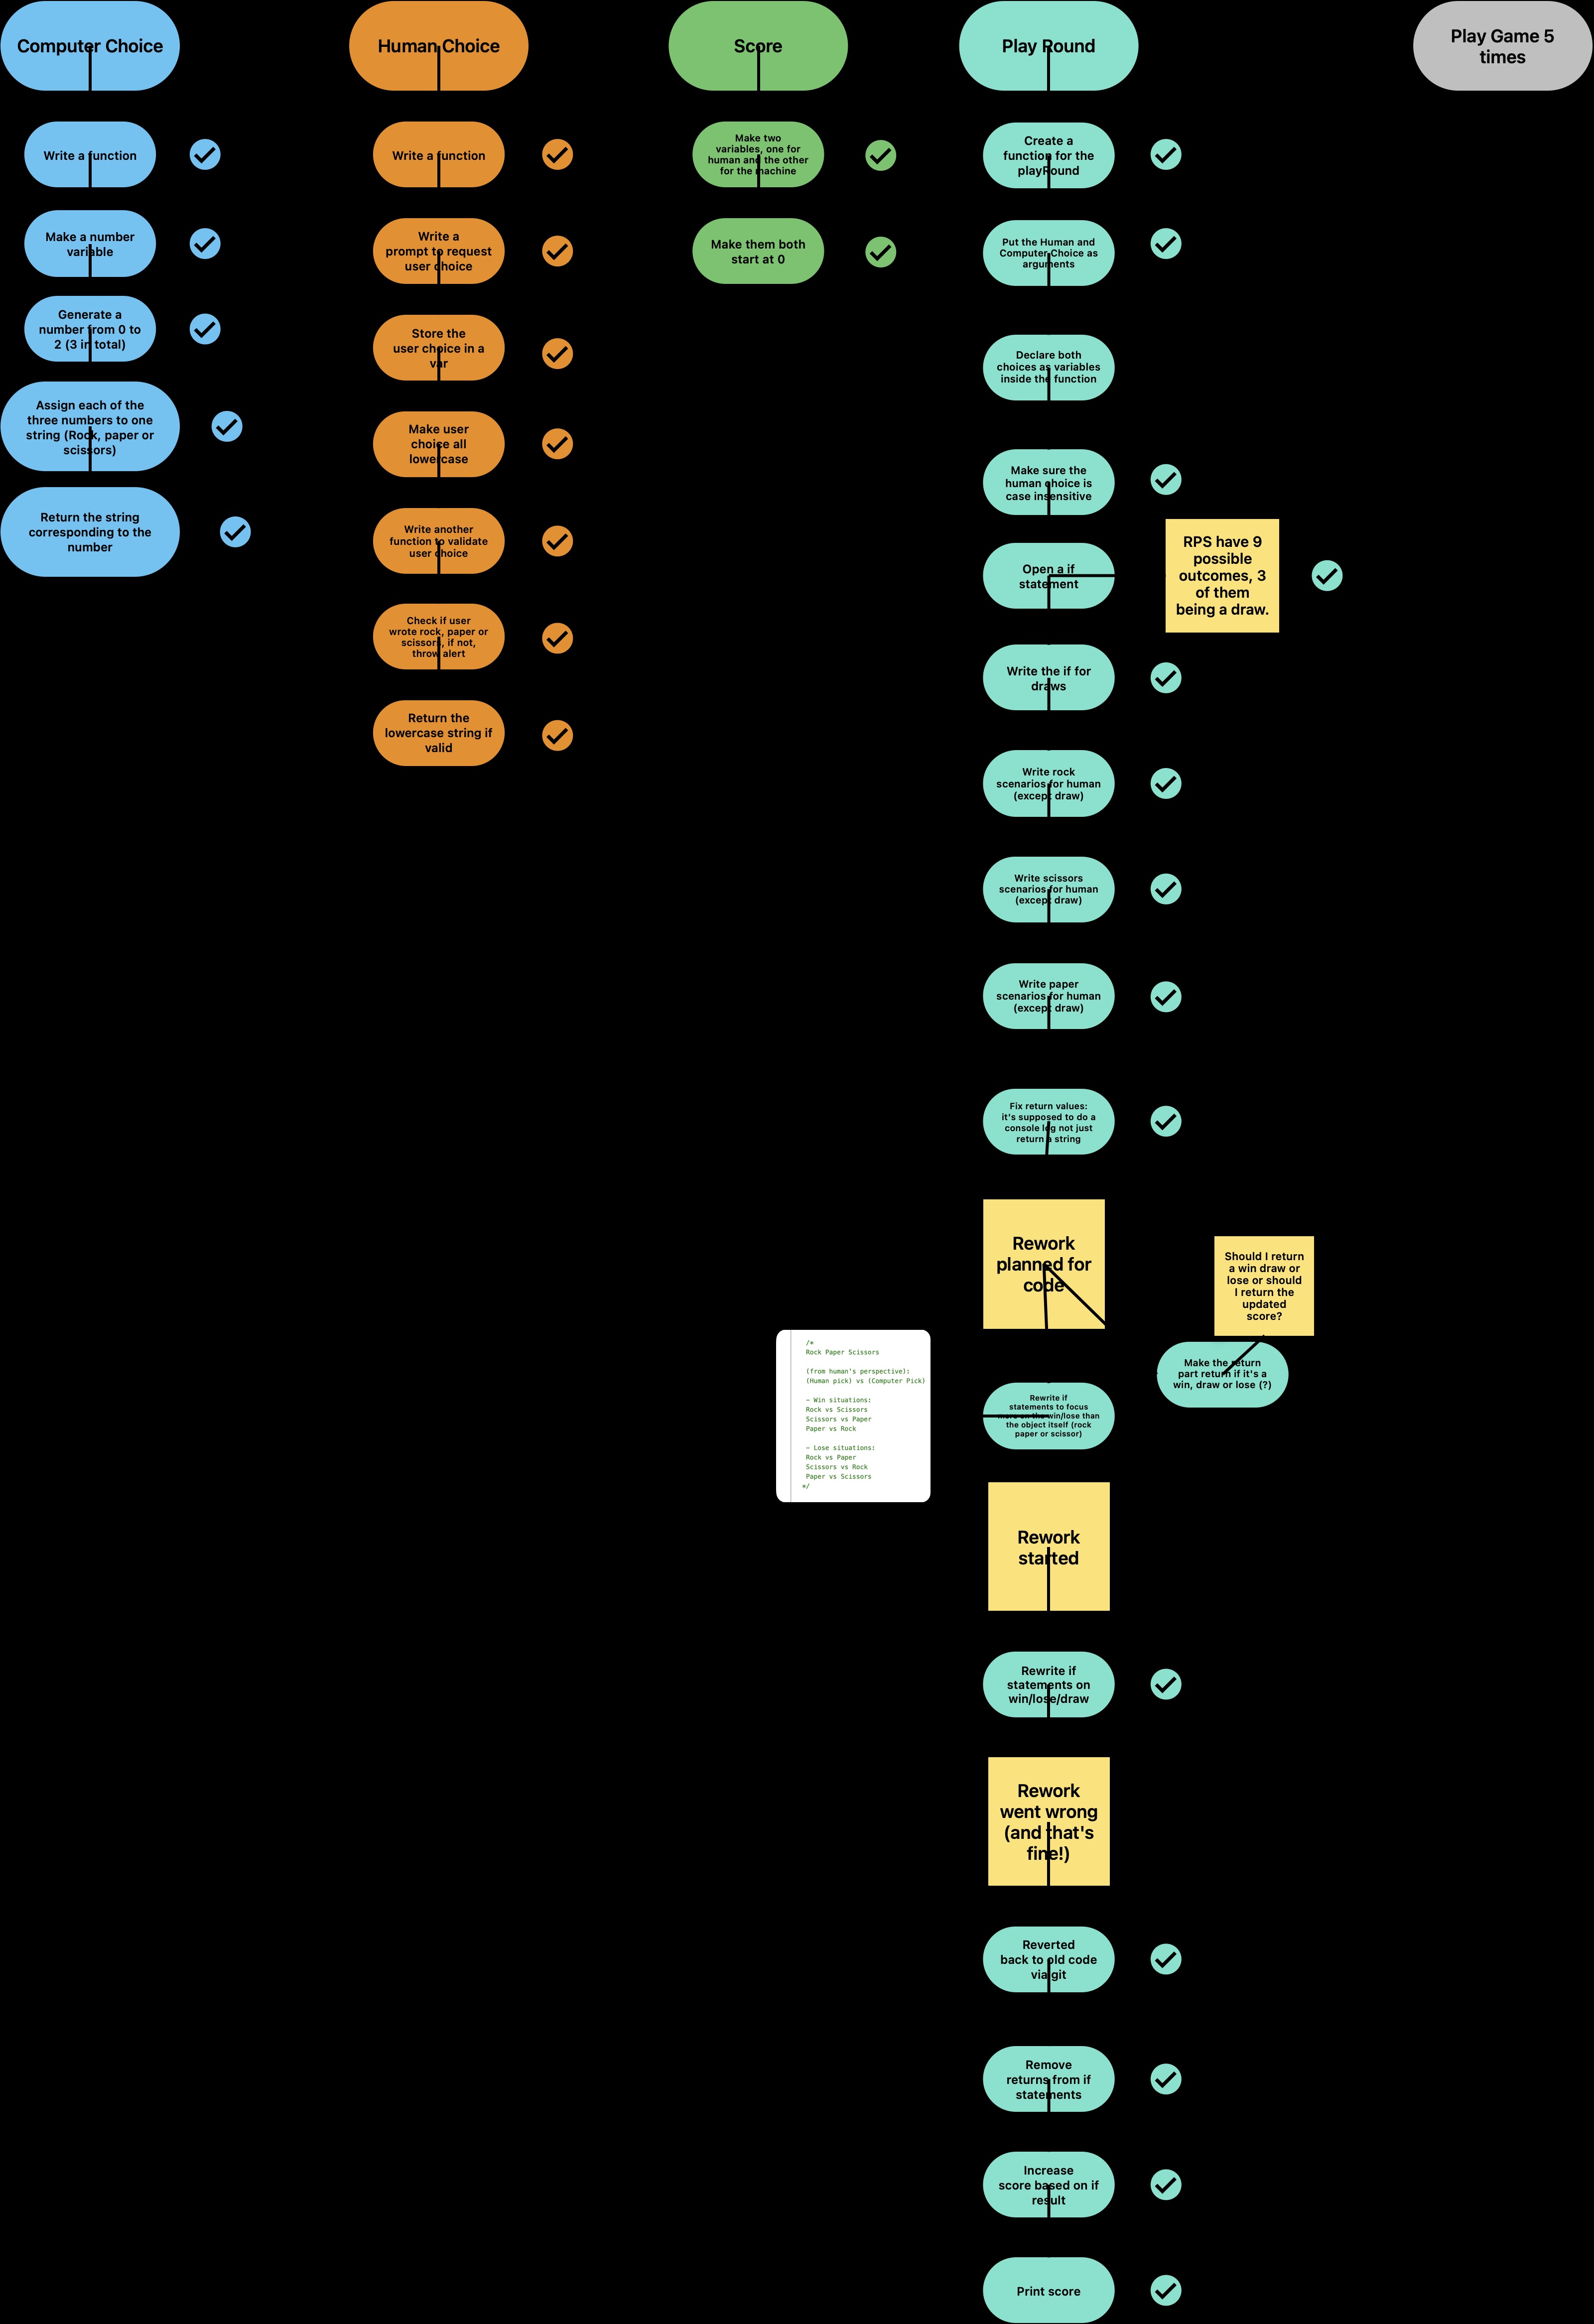 Computer Choice
Write a function
Make a number
variable
Generate a
number from 0 to
2 (3 in total)
Assign each of the
three numbers to one
string (Rock, paper or
scissors)
Return the string
corresponding to the
number
Human Choice
Write a function
Write a
prompt to request
user choice
Store the
user choice in a
var
Make user
choice all
lowercase
Write another
function to validate
user choice
Check if user
wrote rock, paper or
scissors, if not,
throw alert
Return the
lowercase string if
valid
Score
Make two
variables, one for
human and the other
for the machine
Make them both
start at 0
Play Round
Create a
function for the
playRound
Put the Human and
Computer Choice as
arguments
Declare both
choices as variables
inside the function
Make sure the
human choice is
case insensitive
Open a if
statement
RPS have 9
possible
outcomes, 3
of them
being a draw.
Write the if for
draws
Write rock
scenarios for human
(except draw)
Write scissors
scenarios for human
(except draw)
Write paper
scenarios for human
(except draw)
Fix return values:
it's supposed to do a
console log not just
return a string
Rework
planned for
code
Should I return
a win draw or
lose or should
I return the
updated
score?
Make the return
part return if it's a
win, draw or lose (?)
Rewrite if
statements to focus
more on the win/lose than
the object itself (rock
paper or scissor)
/*
Rock Paper Scissors
(from human's perspective):
(Human pick) vs (Computer Pick)
- Win situations:
Rock vs Scissors
Scissors vs Paper
Paper vs Rock
- Lose situations:
Rock vs Paper
Scissors vs Rock
Paper vs Scissors
*/
Rework
started
Rewrite if
statements on
win/lose/draw
Rework
went wrong
(and that's
fine!)
Reverted
back to old code
via git
Remove
returns from if
statements
Increase
score based on if
result
Print score
Play Game 5
times